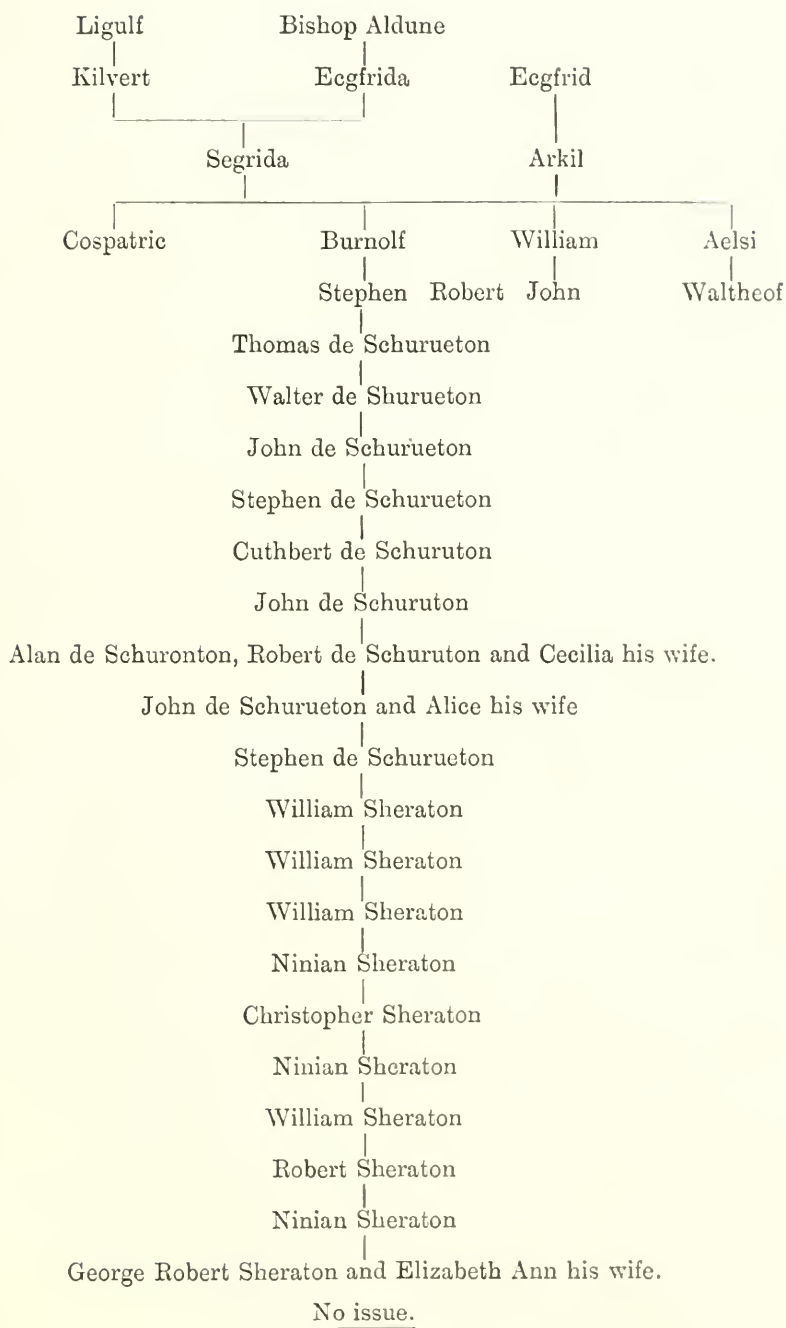 Ligulf Bishop Aldune
Kilvert Ecgfrida Ecgfrid
Segrida Arkil
Cospatric Burnolf William Aelsi
Stephen Robert John Waltheof
Thomas de Schurueton
Walter de Shurueton
John de Schurueton
Stephen de Schurueton
Cuthbert de Schuruton
John de Schuruton
Alan de Schuronton, Robert de Schuruton and Cecilia his wife.
John de Schurueton and Alice his wife
Stephen de Schurueton
William Sheraton
William Sheraton
William Sheraton
Ninian Sheraton
Christopher Sheraton
Ninian Sheraton
William Sheraton
Robert Sheraton
Ninian Sheraton
George Robert Sheraton and Elizabeth Ann his wife.
No issue.